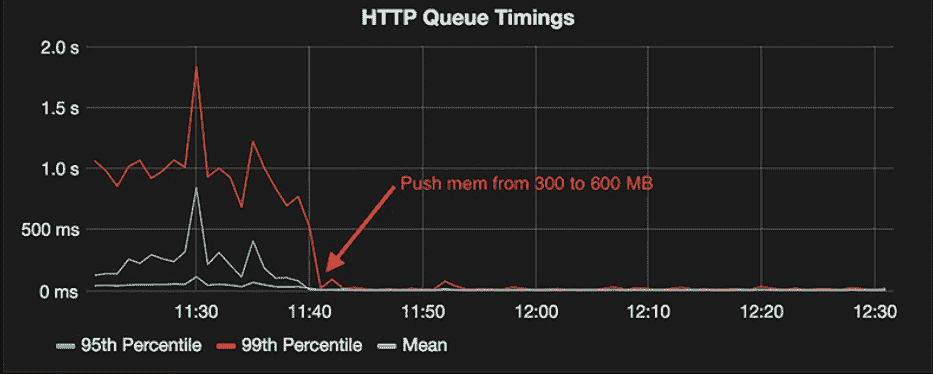 HTTP Queue Timings
2.0 s
1.5 s
1.0 s
Push mem from 300 to 600 MB
500 ms
0 ms
11:30 11:40 11:50 12:00 12:10 12:20 12:30
95th Percentile 99th Percentile Mean